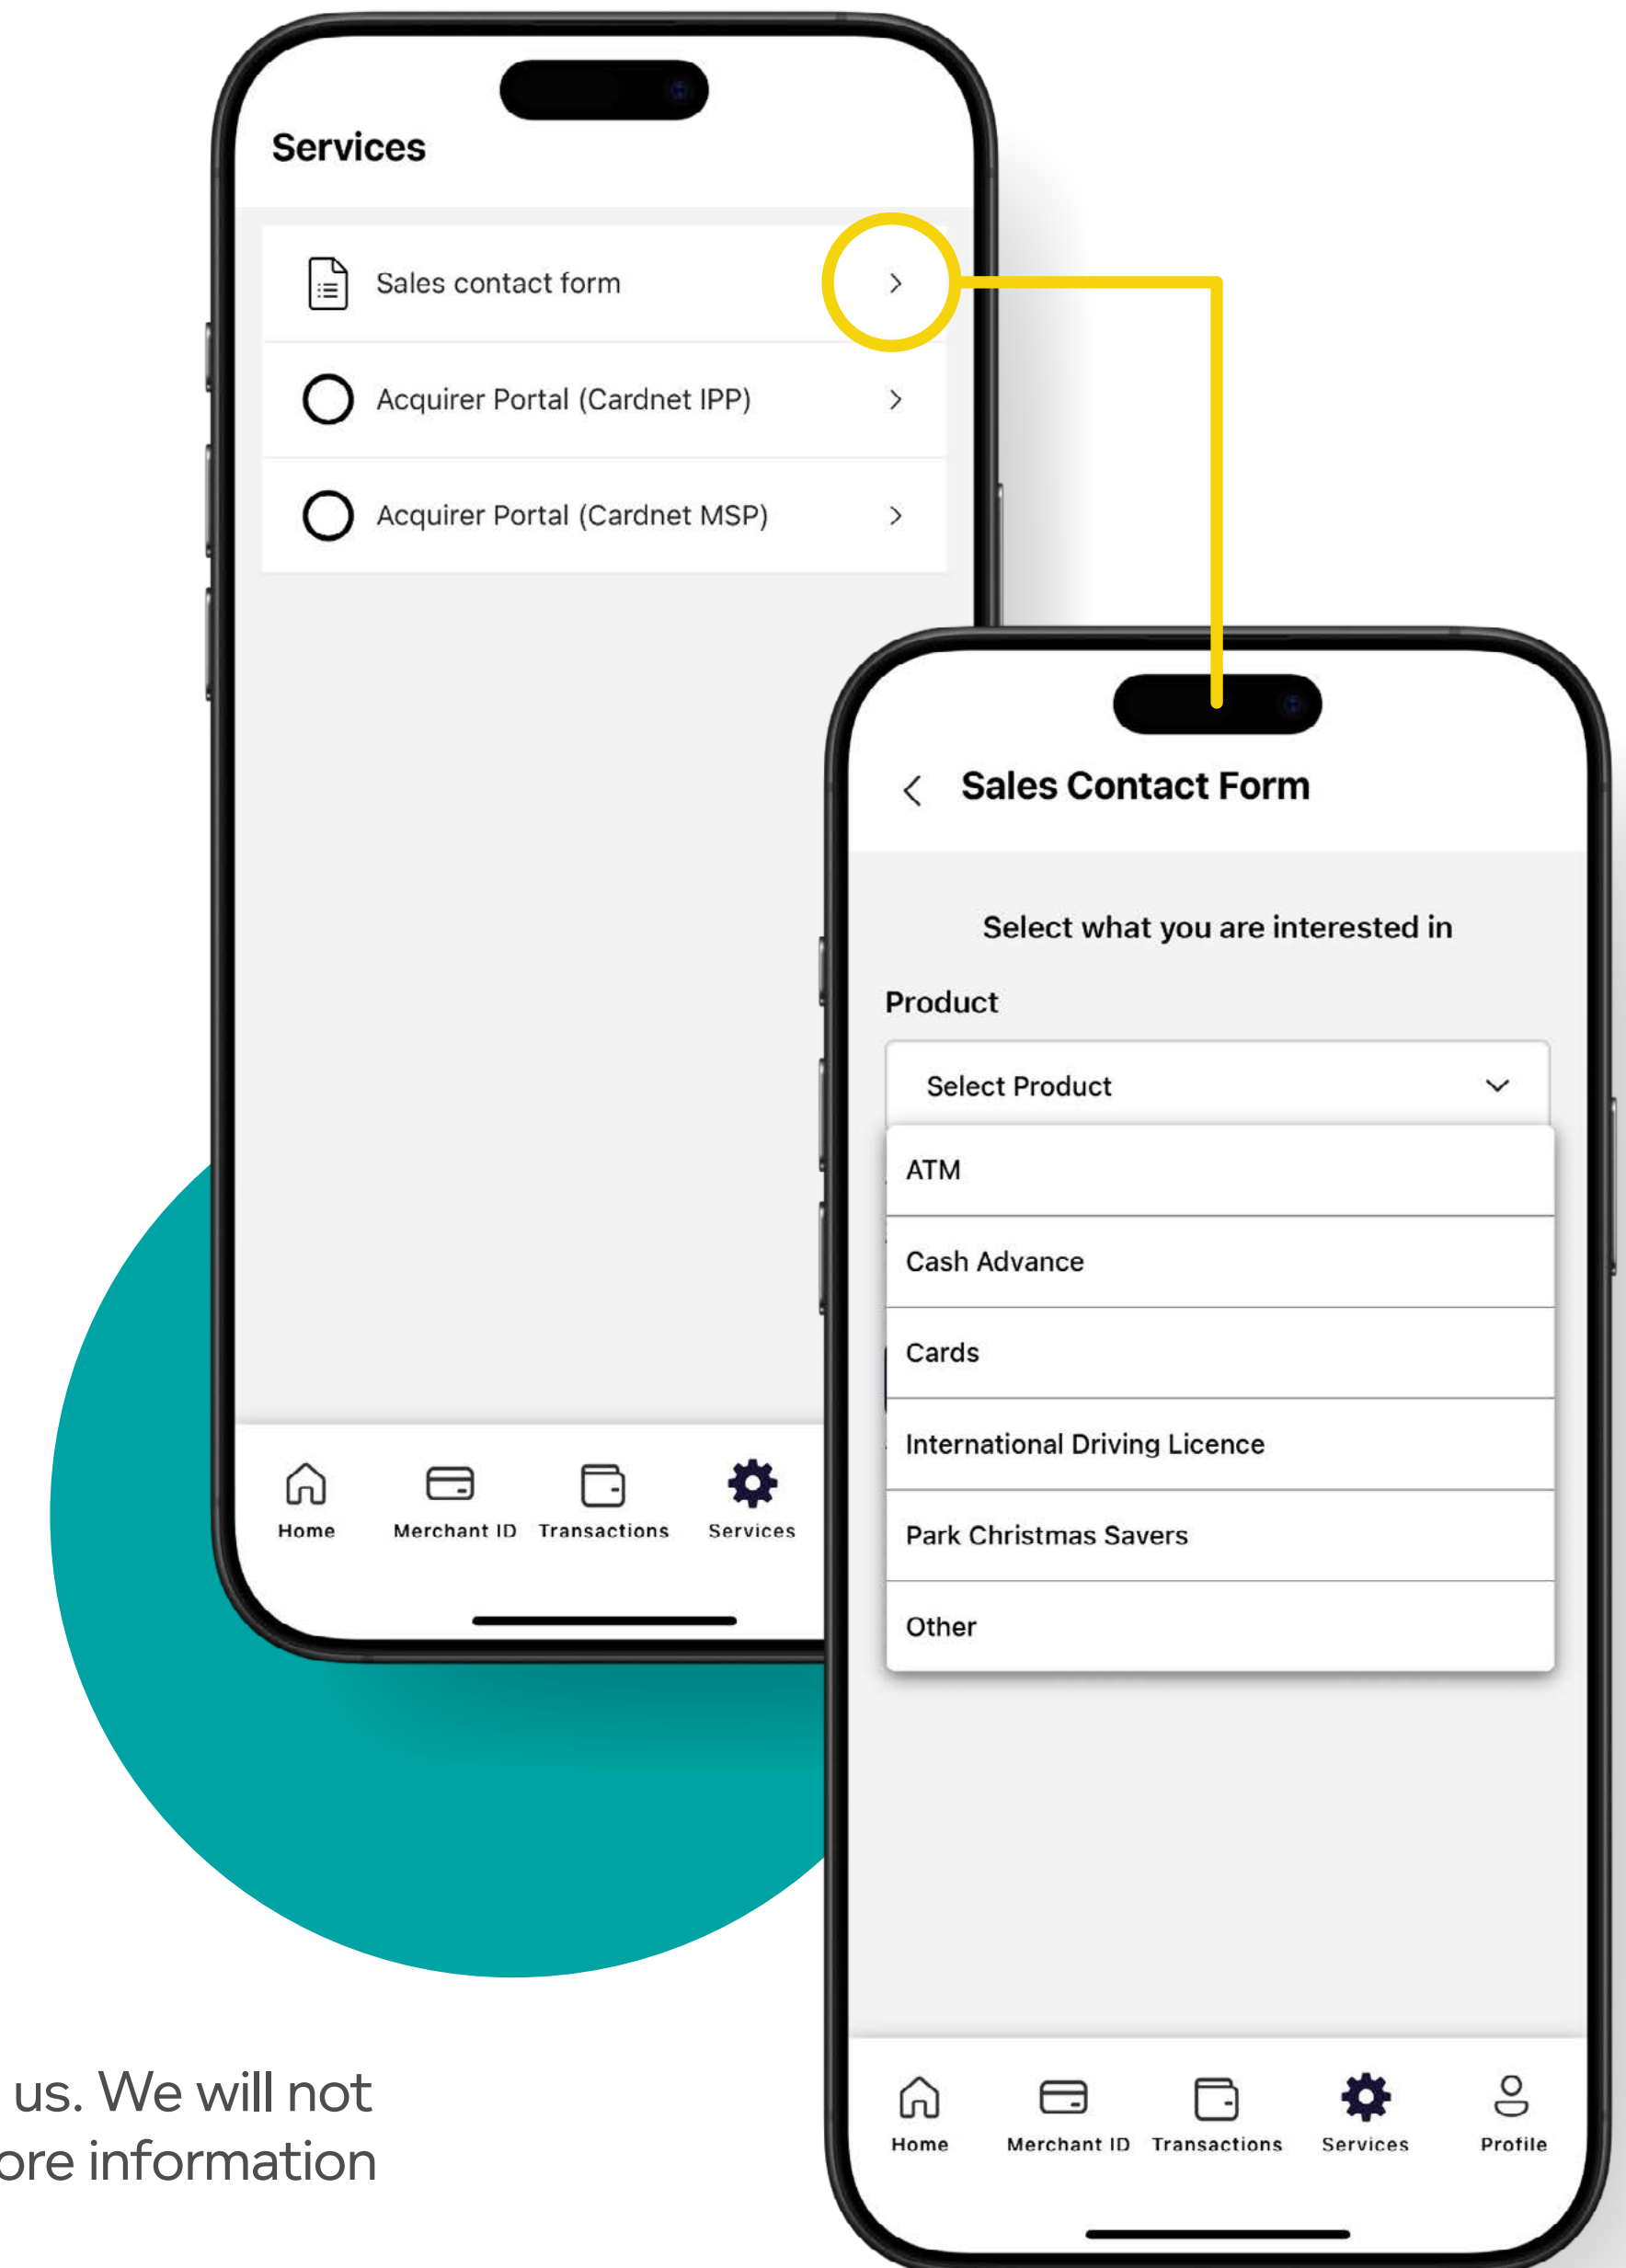 Services
Sales contact form
Acquirer Portal (Cardnet IPP)
Acquirer Portal (Cardnet MSP)
Home
Merchant ID
Transactions
Services
Sales Contact Form
Select what you are interested in
Product
Select Product
ATM
Cash Advance
Cards
International Driving Licence
Park Christmas Savers
Other
Home
Merchant ID
Transactions
Services
Profile
us. We will not
information